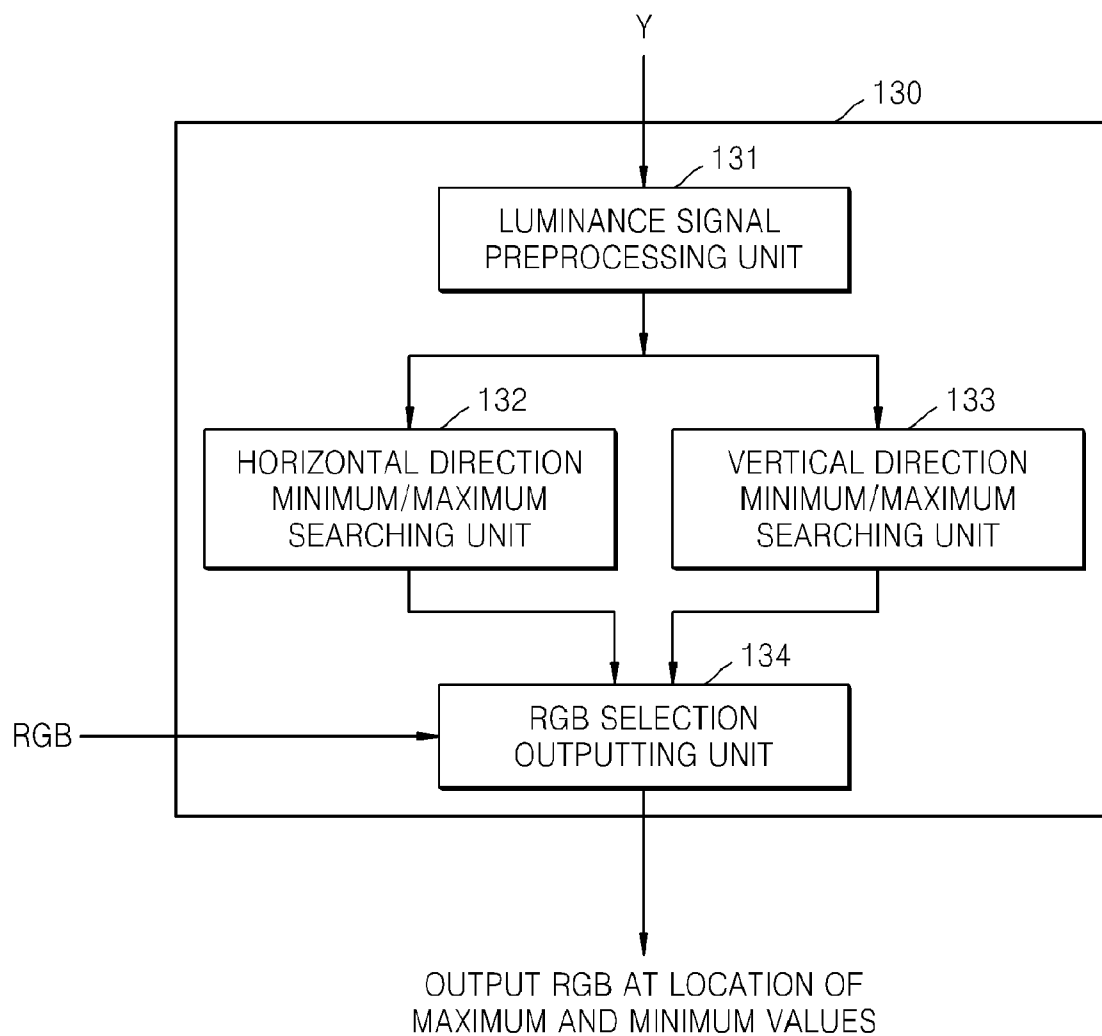 Y
130
131
LUMINANCE SIGNAL
PREPROCESSING UNIT
132
133
HORIZONTAL DIRECTION
MINIMUM/MAXIMUM
SEARCHING UNIT
VERTICAL DIRECTION
MINIMUM/MAXIMUM
SEARCHING UNIT
134
RGB
RGB SELECTION
OUTPUTTING UNIT
OUTPUT RGB AT LOCATION OF
MAXIMUM AND MINIMUM VALUES